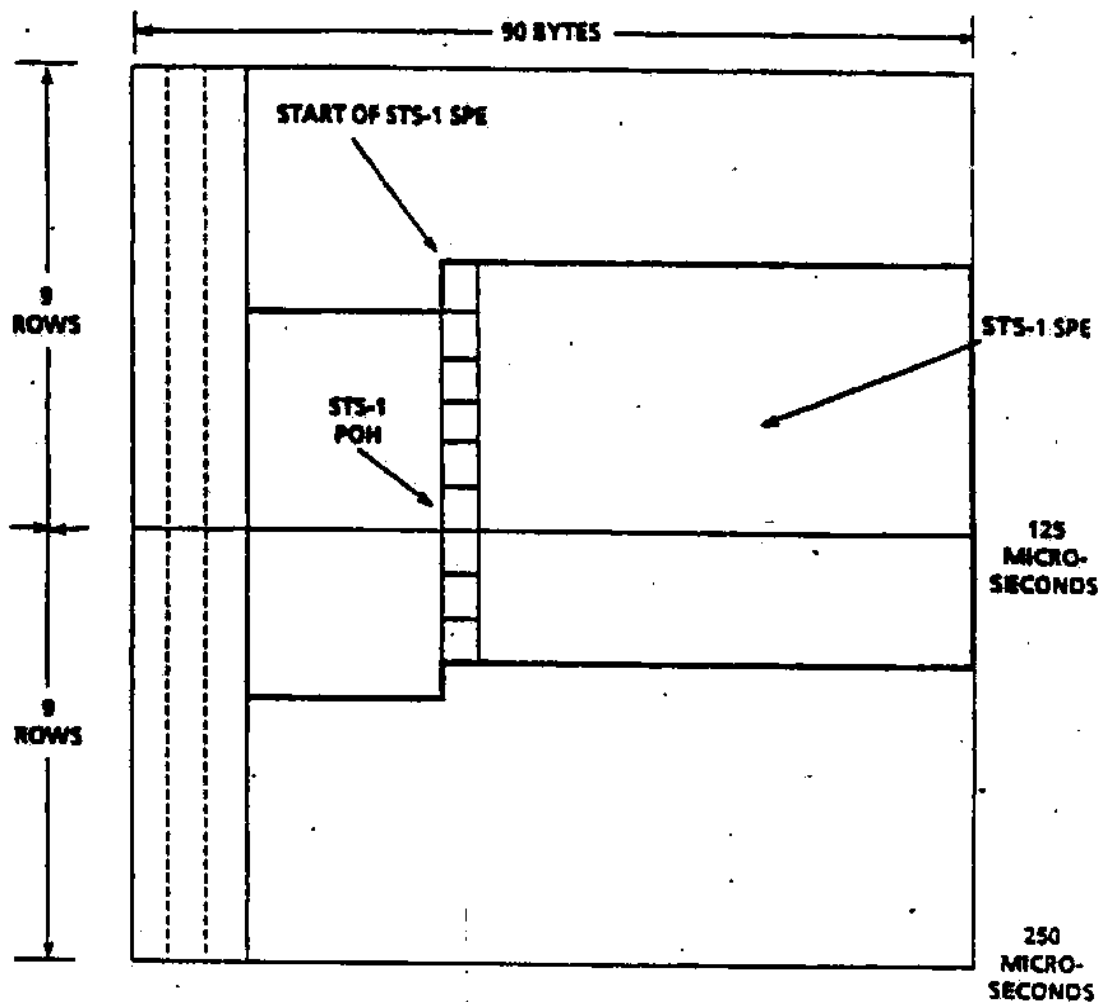 90 BYTES
START OF STS-1 SPE
9
ROWS
STS-1 SPE
STS-1
POH
125
MICRO-
SECONDS
9
ROWS
250
MICRO-
SECONDS